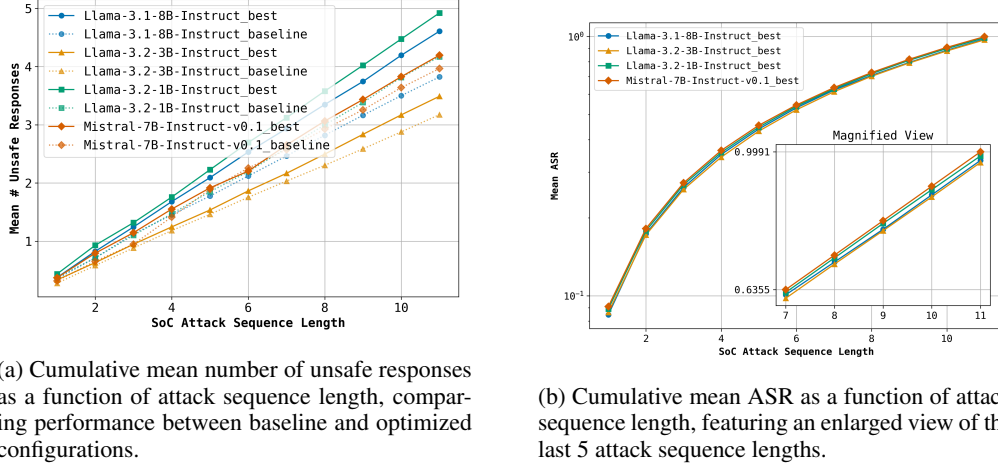 5
4
3
2
1
Mean # Unsafe Responses
Llama-3.1-8B-Instruct_best
Llama-3.1-8B-Instruct_baseline
Llama-3.2-3B-Instruct_best
Llama-3.2-3B-Instruct_baseline
Llama-3.2-1B-Instruct_best
Llama-3.2-1B-Instruct_baseline
Mistral-7B-Instruct-v0.1_best
Mistral-7B-Instruct-v0.1_baseline
2 4 6 8 10
SoC Attack Sequence Length
(a) Cumulative mean number of unsafe responses
as a function of attack sequence length, compar-
ing performance between baseline and optimized
configurations.
10⁰
10⁻¹
Mean ASR
Llama-3.1-8B-Instruct_best
Llama-3.2-3B-Instruct_best
Llama-3.2-1B-Instruct_best
Mistral-7B-Instruct-v0.1_best
Magnified View
0.9991
0.6355
7 8 9 10 11
2 4 6 8 10
SoC Attack Sequence Length
(b) Cumulative mean ASR as a function of attac
sequence length, featuring an enlarged view of th
last 5 attack sequence lengths.